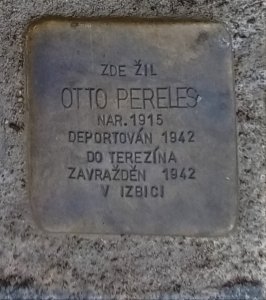 ZDE ŽIL
OTTO PERELES
NAR. 1915
DEPORTOVÁN 1942
DO TEREZÍNA
ZAVRAŽDĚN 1942
V IZBICI